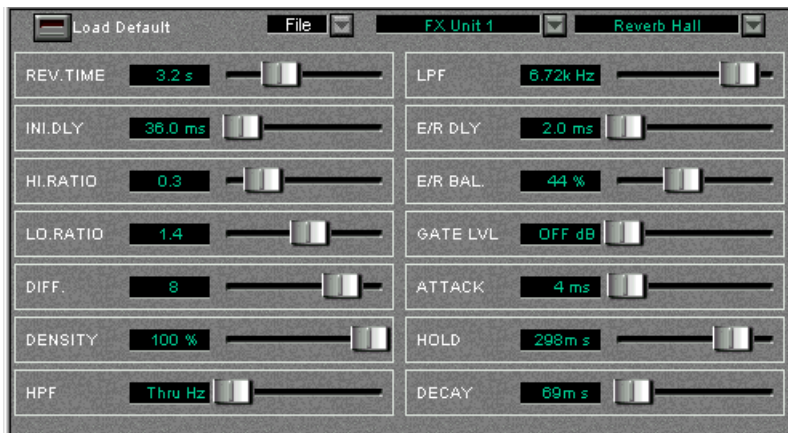 Load Default File FX Unit 1 Reverb Hall
REV.TIME 3.2 s
LPF 6.72k Hz
INI.DLY 36.0 ms
E/R DLY 2.0 ms
HI.RATIO 0.3
E/R BAL. 44 %
LO.RATIO 1.4
GATE LVL OFF dB
DIFF. 8
ATTACK 4 ms
DENSITY 100 %
HOLD 298m s
HPF Thru Hz
DECAY 69m s